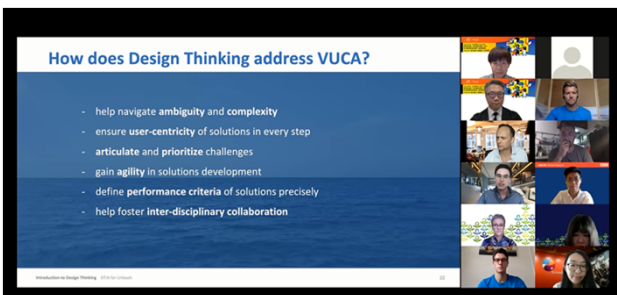 How does Design Thinking address VUCA?
- help navigate ambiguity and complexity
- ensure user-centricity of solutions in every step
- articulate and prioritize challenges
- gain agility in solutions development
- define performance criteria of solutions precisely
- help foster inter-disciplinary collaboration
Introduction to Design Thinking
22